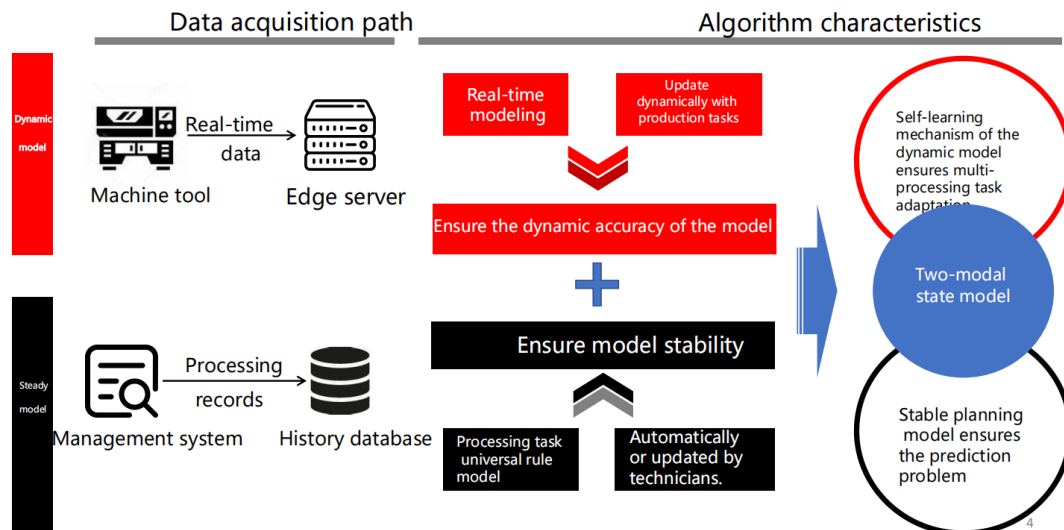 Data acquisition path
Algorithm characteristics
Dynamic
model
Real-time
data
Machine tool
Edge server
Real-time
modeling
Update
dynamically with
production tasks
Ensure the dynamic accuracy of the model
Self-learning
mechanism of the
dynamic model
ensures multi-
processing task
adaptation
Two-modal
state model
Steady
model
Processing
records
Management system
History database
Ensure model stability
Processing task
universal rule
model
Automatically
or updated by
technicians.
Stable planning
model ensures
the prediction
problem
4